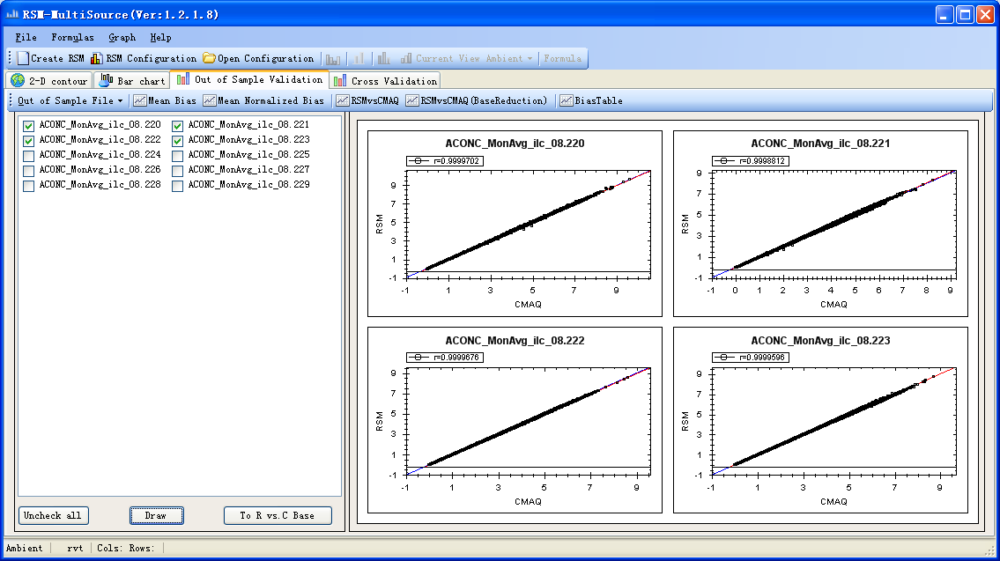 RSM-MultiSource(Ver:1.2.1.8)
File Formulas Graph Help
Create RSM RSM Configuration Open Configuration Current View Ambient Formula
2-D contour Bar chart Out of Sample Validation Cross Validation
Out of Sample File Mean Bias Mean Normalized Bias RSMvsCMAQ RSMvsCMAQ(BaseReduction) BiasTable
ACONC_MonAvg_ilc_08.220 ACONC_MonAvg_ilc_08.221
ACONC_MonAvg_ilc_08.222 ACONC_MonAvg_ilc_08.223
ACONC_MonAvg_ilc_08.224 ACONC_MonAvg_ilc_08.225
ACONC_MonAvg_ilc_08.226 ACONC_MonAvg_ilc_08.227
ACONC_MonAvg_ilc_08.228 ACONC_MonAvg_ilc_08.229
Uncheck all Draw To R vs.C Base
ACONC_MonAvg_ilc_08.220
r=0.9999702
9
7
5
3
1
-1
RSM
-1 1 3 5 7 9
CMAQ
ACONC_MonAvg_ilc_08.221
r=0.9998812
9
7
5
3
1
-1
RSM
-1 0 1 2 3 4 5 6 7 8 9
CMAQ
ACONC_MonAvg_ilc_08.222
r=0.9999676
9
7
5
3
1
-1
RSM
-1 1 3 5 7 9
CMAQ
ACONC_MonAvg_ilc_08.223
r=0.9999596
9
7
5
3
1
-1
RSM
-1 1 3 5 7 9
CMAQ
Ambient rvt Cols: Rows: